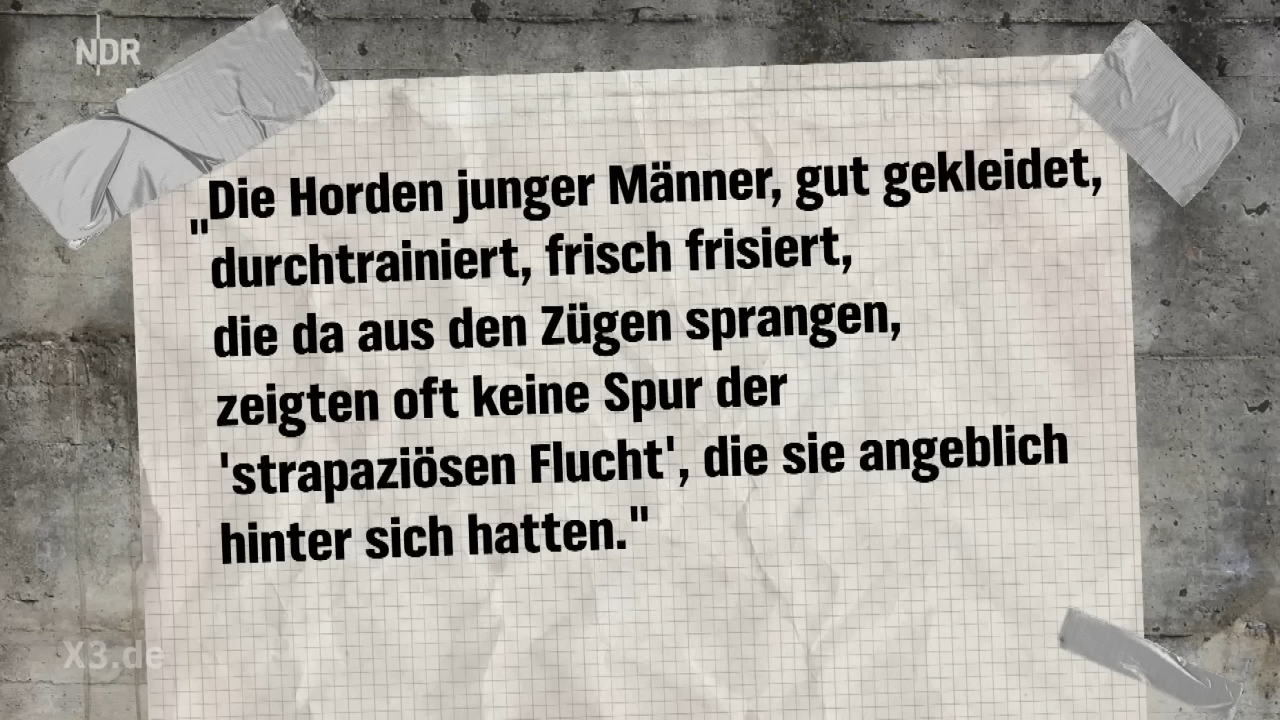 NDR
„Die Horden junger Männer, gut gekleidet,
durchtrainiert, frisch frisiert,
die da aus den Zügen sprangen,
zeigten oft keine Spur der
'strapaziösen Flucht', die sie angeblich
hinter sich hatten."
X3.de